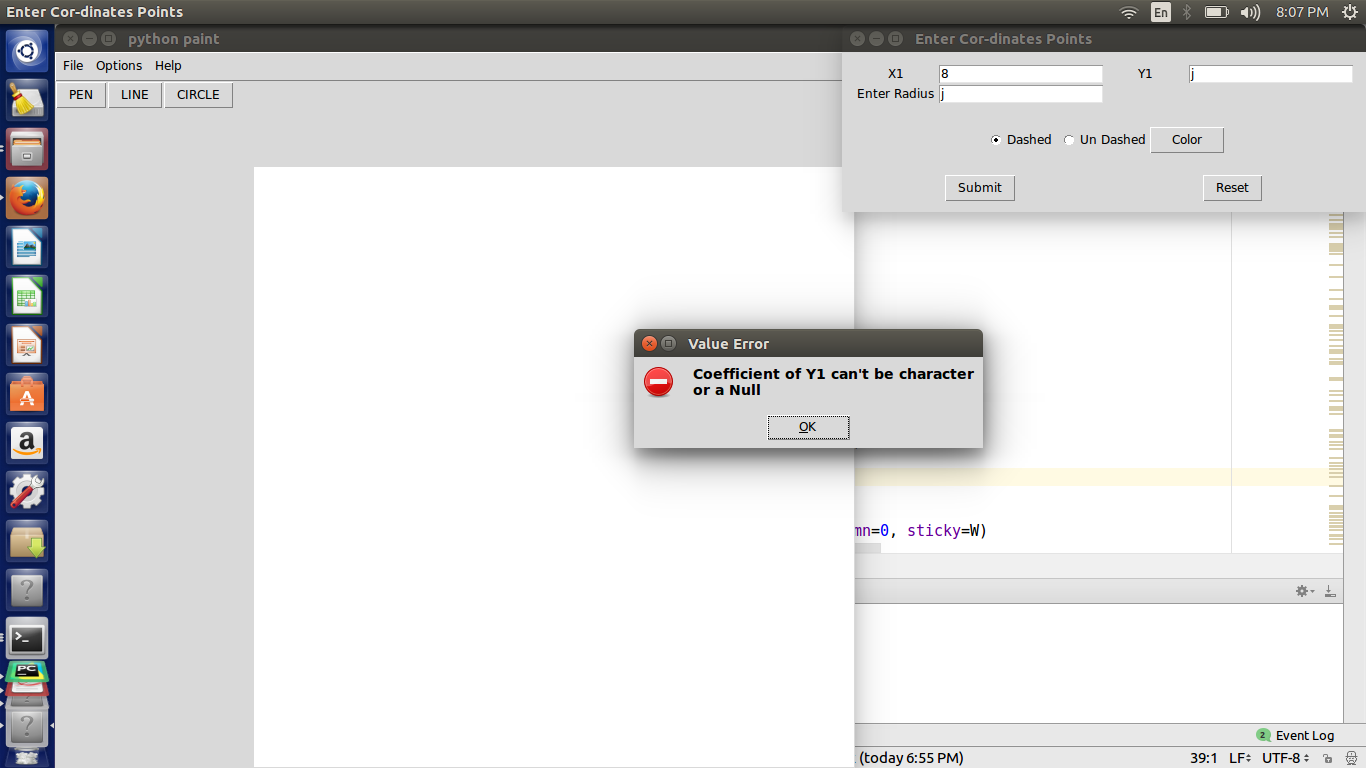 Enter Cor-dinates Points
En
8:07 PM
python paint
File Options Help
PEN LINE CIRCLE
Enter Cor-dinates Points
X1 8 Y1 j
Enter Radius j
Dashed Un Dashed Color
Submit Reset
Value Error
Coefficient of Y1 can't be character
or a Null
OK
mn=0, sticky=W)
2 Event Log
(today 6:55 PM) 39:1 LF UTF-8
a
>_
PC
?
?